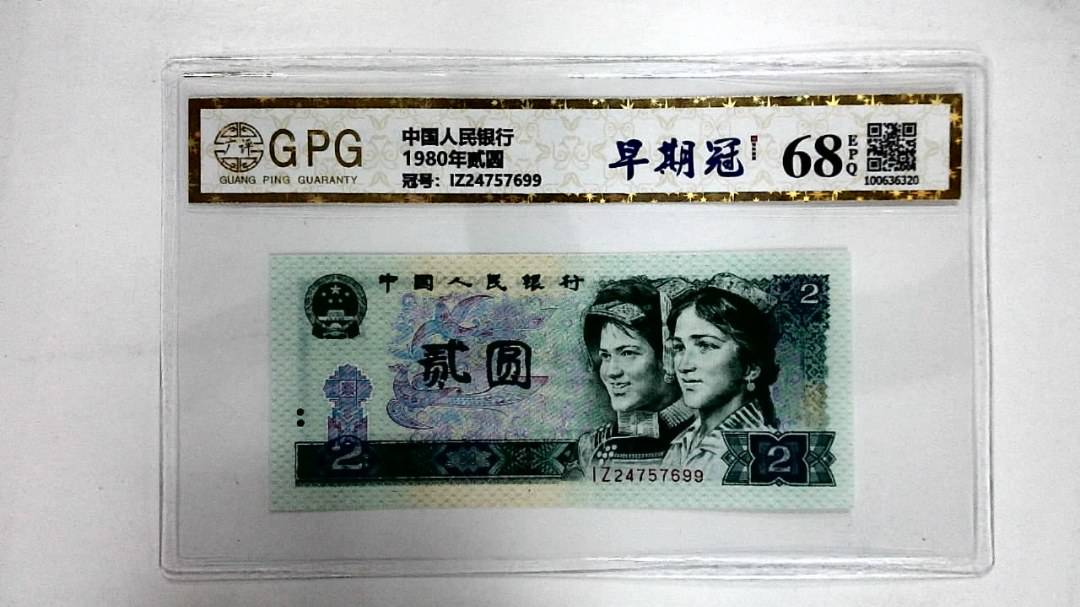 广评
GPG
GUANG PING GUARANTY
中国人民银行
1980年贰圆
冠号：IZ24757699
早期冠
68
EPQ
100636320
中国人民银行
2
贰圆
2
IZ24757699
2